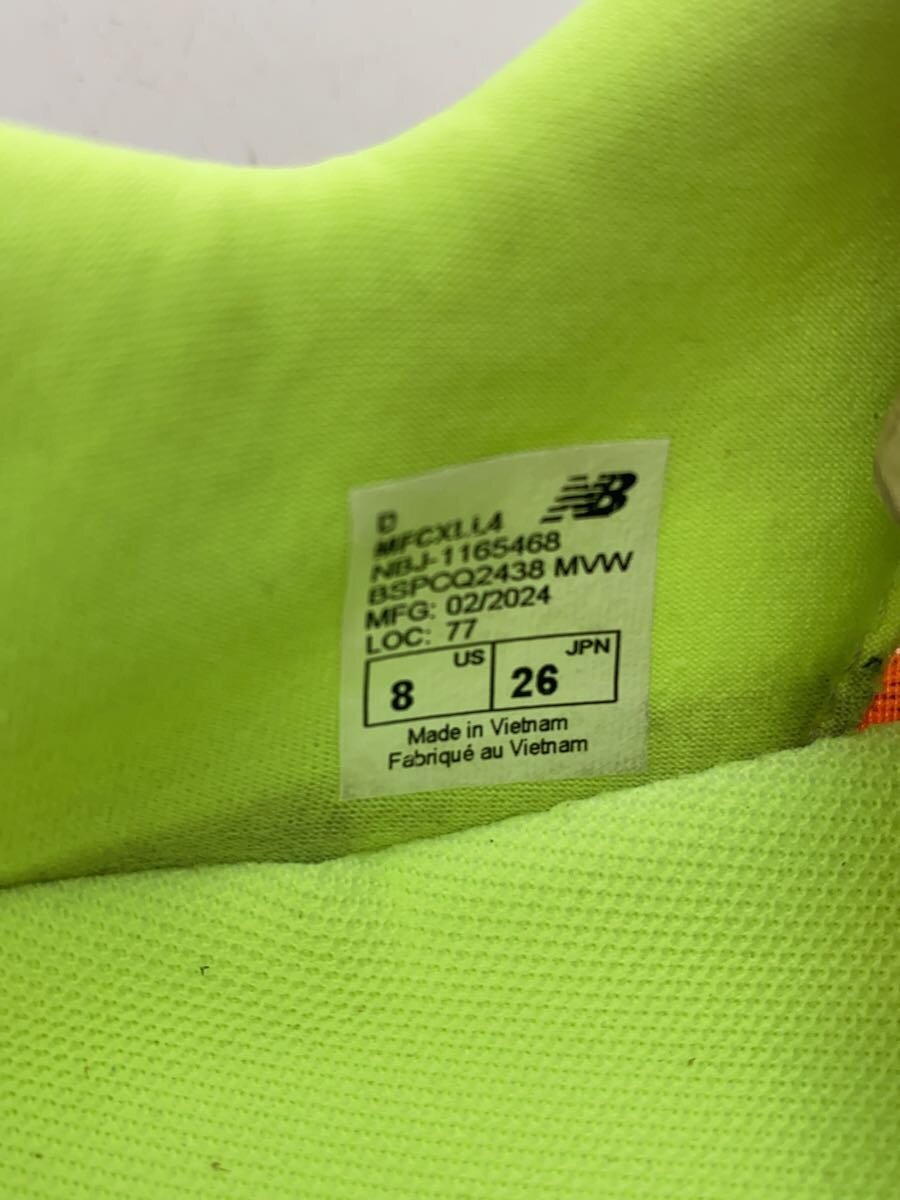 D
NB
MFCXLL4
NBJ-1165468
BSPCQ2438 MVW
MFG: 02/2024
LOC: 77
8 US 26 JPN
Made in Vietnam
Fabriqué au Vietnam